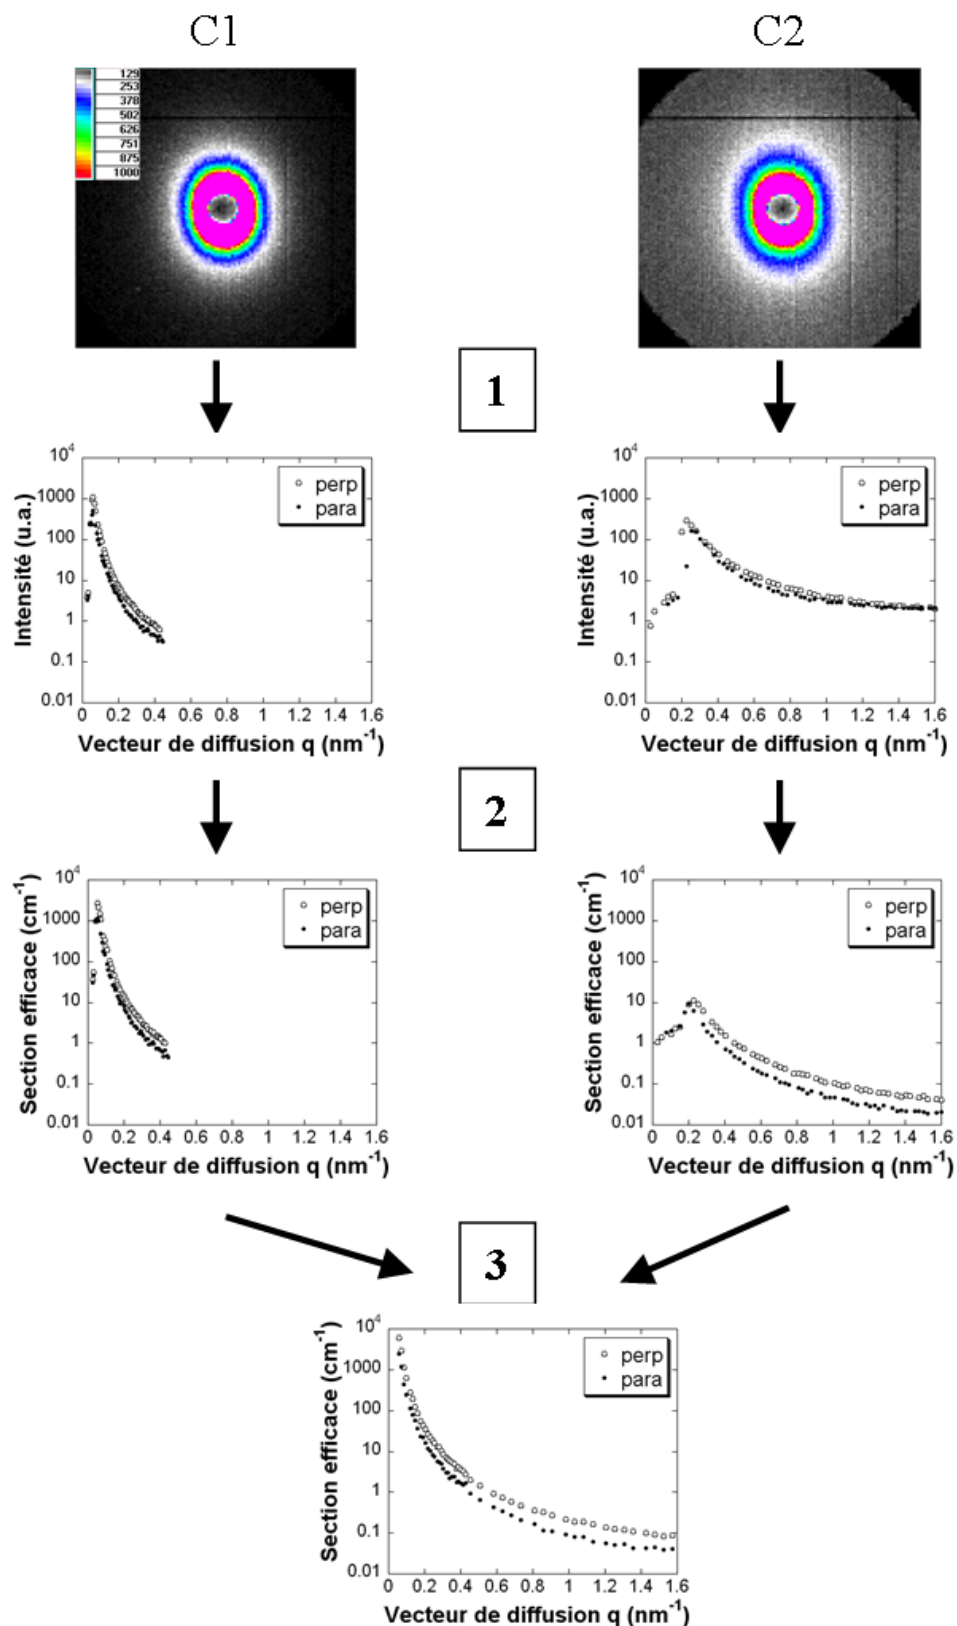 C1
C2
129
253
378
502
626
751
875
1000
1
10⁴
1000
100
10
1
0.1
0.01
Intensité (u.a.)
perp
para
0 0.2 0.4 0.6 0.8 1 1.2 1.4 1.6
Vecteur de diffusion q (nm⁻¹)
10⁴
1000
100
10
1
0.1
0.01
Intensité (u.a.)
perp
para
0 0.2 0.4 0.6 0.8 1 1.2 1.4 1.6
Vecteur de diffusion q (nm⁻¹)
2
10⁴
1000
100
10
1
0.1
0.01
Section efficace (cm⁻¹)
perp
para
0 0.2 0.4 0.6 0.8 1 1.2 1.4 1.6
Vecteur de diffusion q (nm⁻¹)
10⁴
1000
100
10
1
0.1
0.01
Section efficace (cm⁻¹)
perp
para
0 0.2 0.4 0.6 0.8 1 1.2 1.4 1.6
Vecteur de diffusion q (nm⁻¹)
3
10⁴
1000
100
10
1
0.1
0.01
Section efficace (cm⁻¹)
perp
para
0 0.2 0.4 0.6 0.8 1 1.2 1.4 1.6
Vecteur de diffusion q (nm⁻¹)